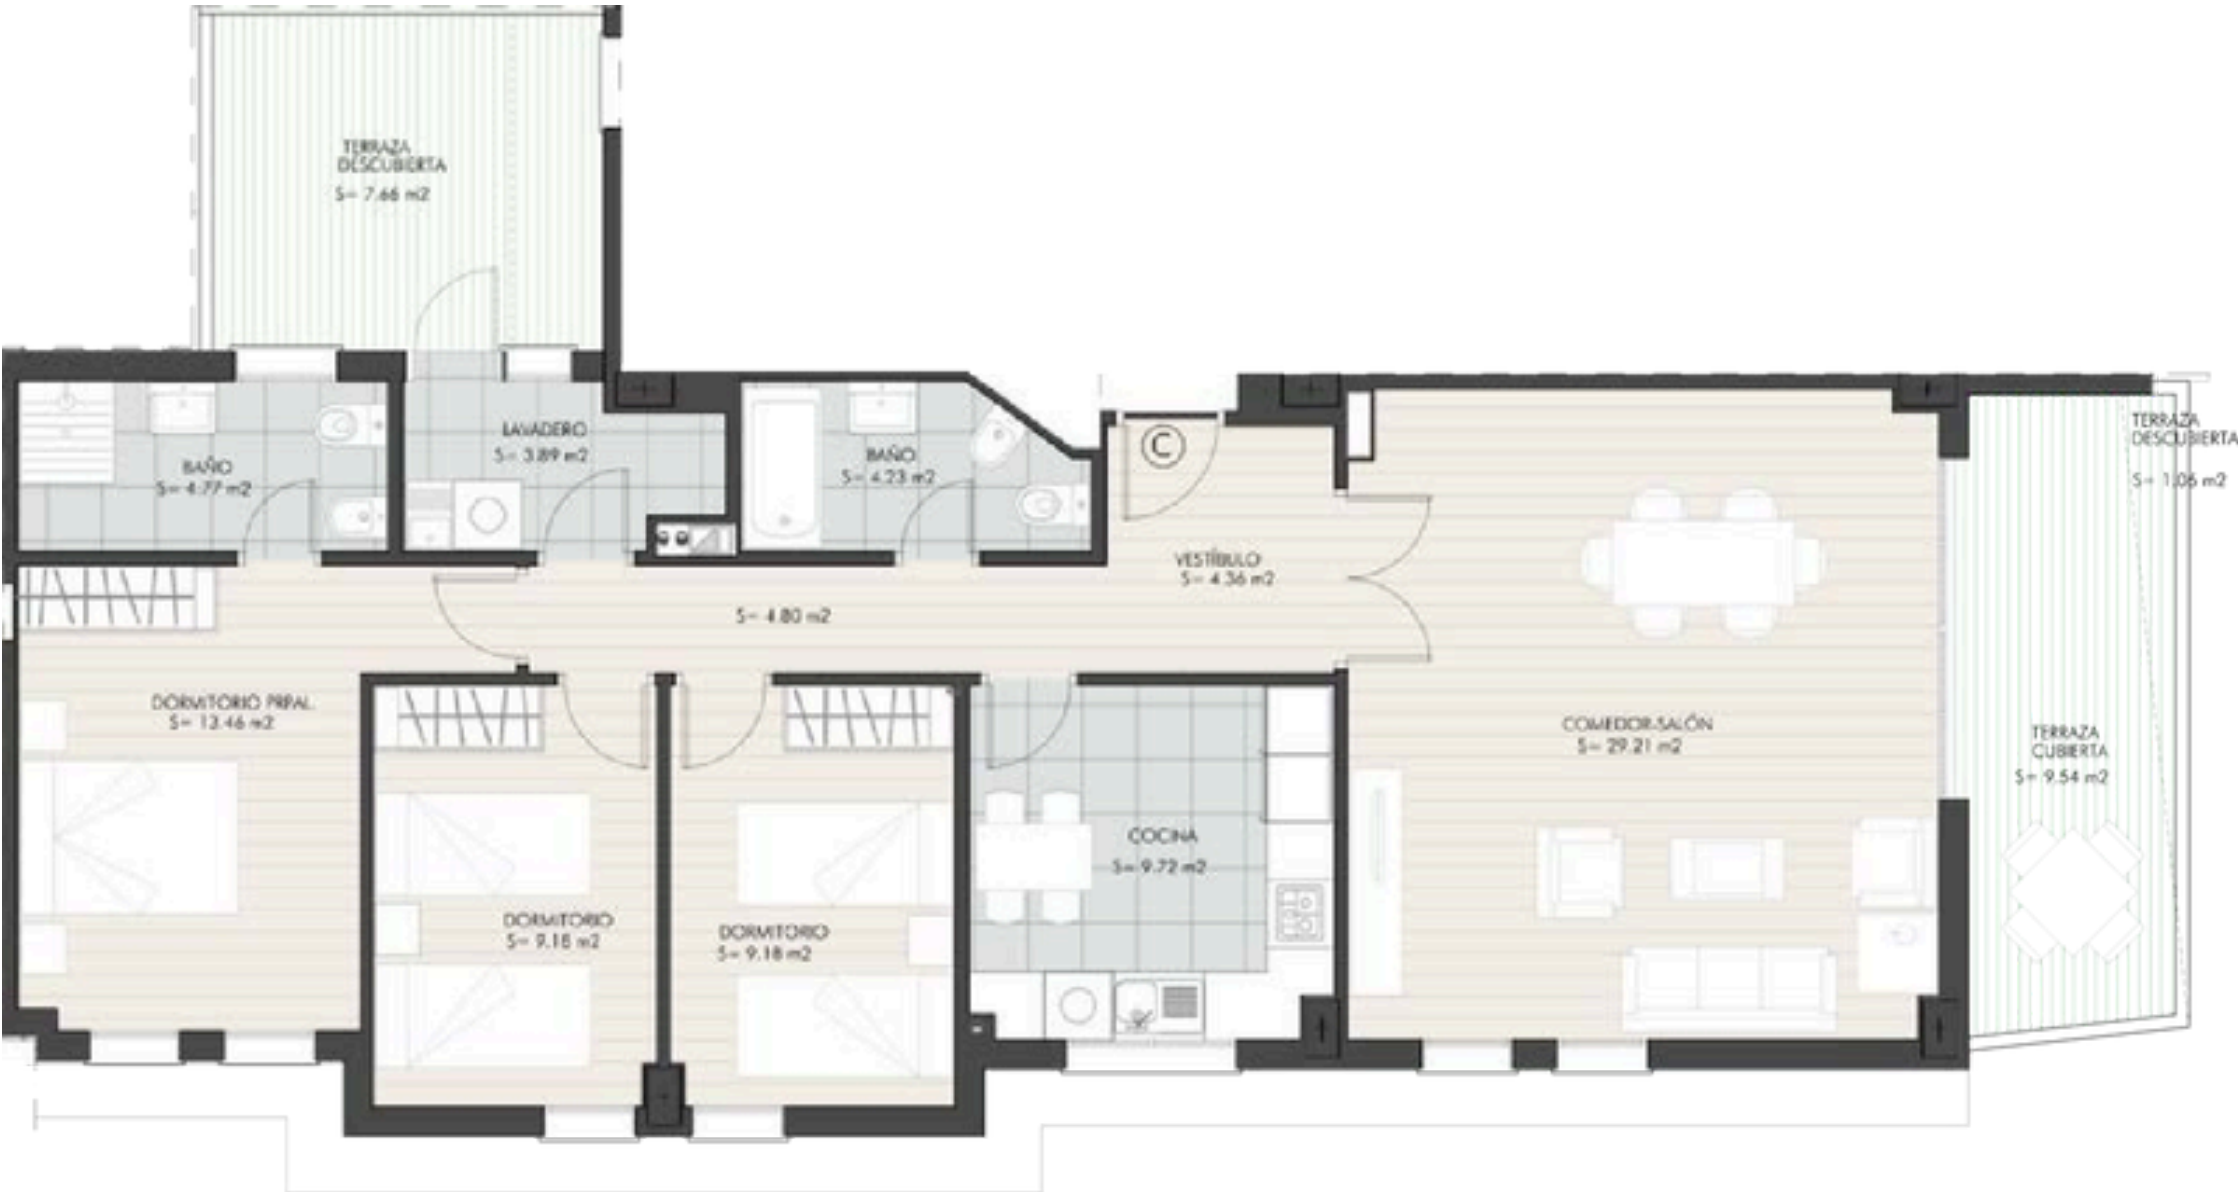 TERRAZA
DESCUBIERTA
S= 7.66 m2
LAVADERO
S= 3.89 m2
BAÑO
S= 4.77 m2
BAÑO
S= 4.23 m2
C
VESTÍBULO
S= 4.36 m2
S= 4.80 m2
TERRAZA
DESCUBIERTA
S= 1.06 m2
DORMITORIO PRPAL.
S= 13.46 m2
COMEDOR-SALÓN
S= 29.21 m2
TERRAZA
CUBIERTA
S= 9.54 m2
COCINA
S= 9.72 m2
DORMITORIO
S= 9.18 m2
DORMITORIO
S= 9.18 m2